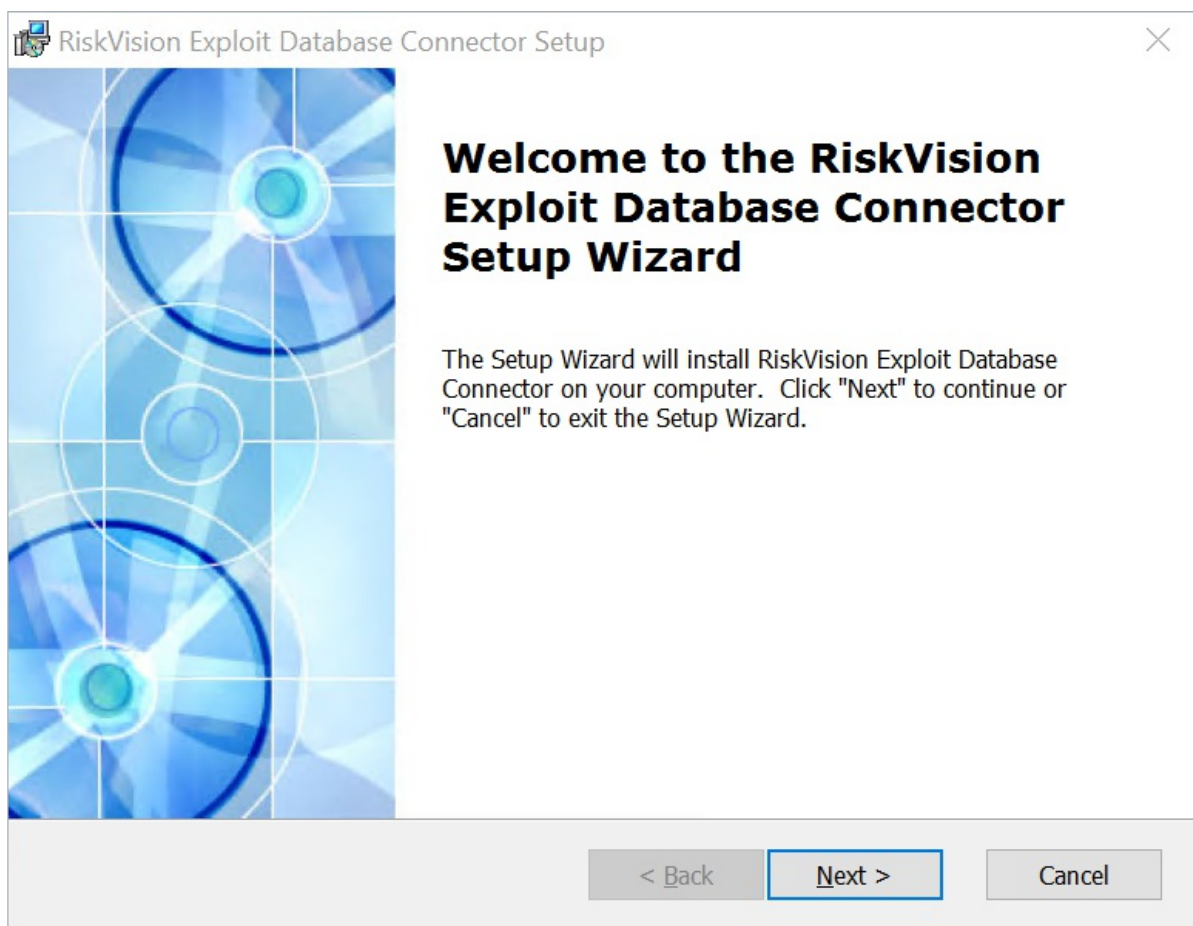 RiskVision Exploit Database Connector Setup
Welcome to the RiskVision
Exploit Database Connector
Setup Wizard
The Setup Wizard will install RiskVision Exploit Database
Connector on your computer.  Click "Next" to continue or
"Cancel" to exit the Setup Wizard.
< Back
Next >
Cancel